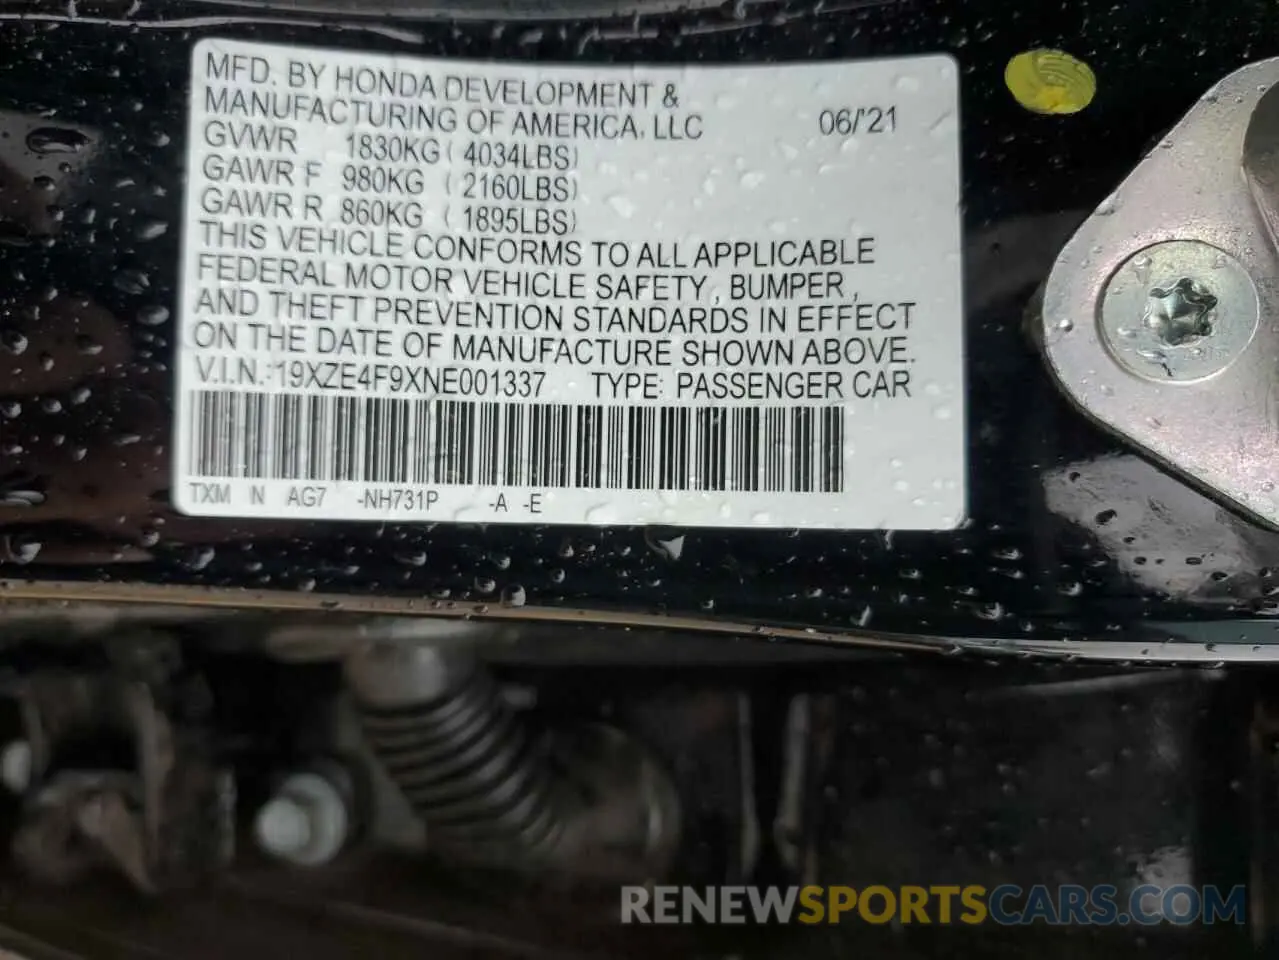 MFD. BY HONDA DEVELOPMENT &
MANUFACTURING OF AMERICA, LLC 06/'21
GVWR 1830KG ( 4034LBS)
GAWR F 980KG ( 2160LBS)
GAWR R 860KG ( 1895LBS)
THIS VEHICLE CONFORMS TO ALL APPLICABLE
FEDERAL MOTOR VEHICLE SAFETY, BUMPER,
AND THEFT PREVENTION STANDARDS IN EFFECT
ON THE DATE OF MANUFACTURE SHOWN ABOVE.
V.I.N.:19XZE4F9XNE001337 TYPE: PASSENGER CAR
TXM N AG7 -NH731P -A -E
RENEWSPORTSCARS.COM